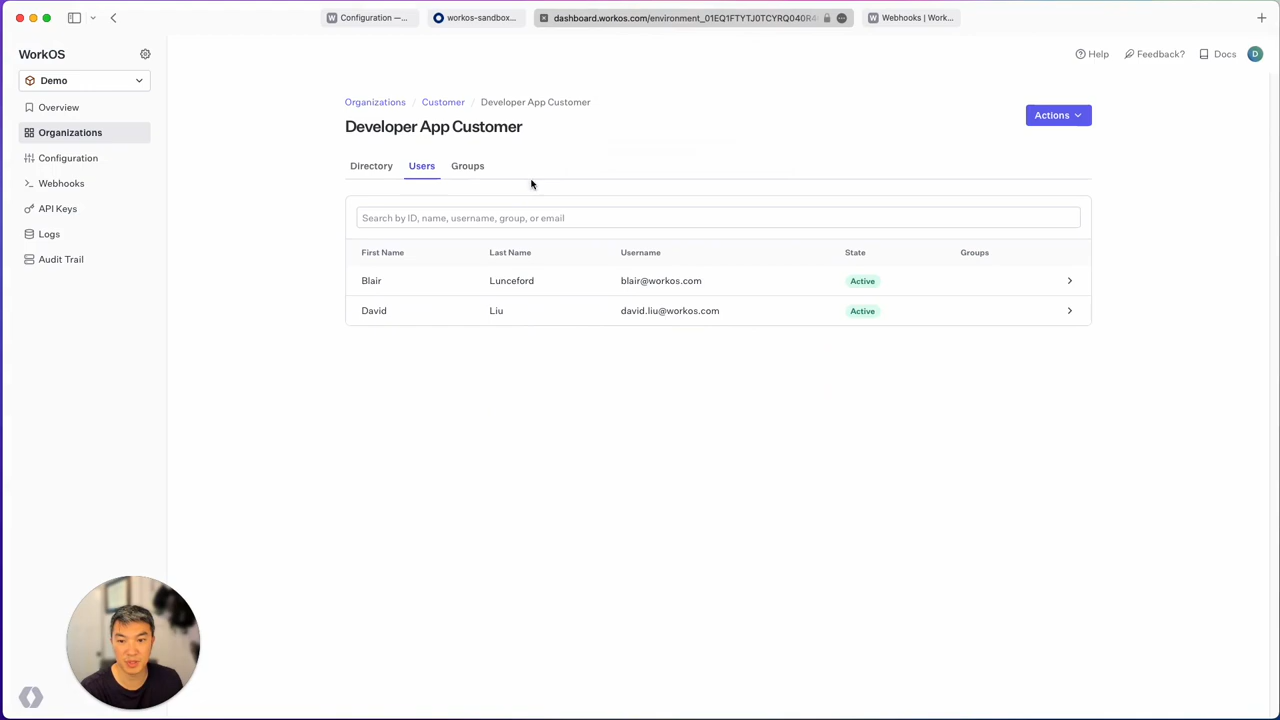 Configuration —...
workos-sandbox...
dashboard.workos.com/environment_01EQ1FTYTJ0TCYRQ040R4
Webhooks | Work...
WorkOS
Help
Feedback?
Docs
D
Demo
Overview
Organizations
Configuration
Webhooks
API Keys
Logs
Audit Trail
Organizations / Customer / Developer App Customer
Developer App Customer
Actions
Directory Users Groups
Search by ID, name, username, group, or email
First Name Last Name Username State Groups
Blair Lunceford blair@workos.com Active
David Liu david.liu@workos.com Active